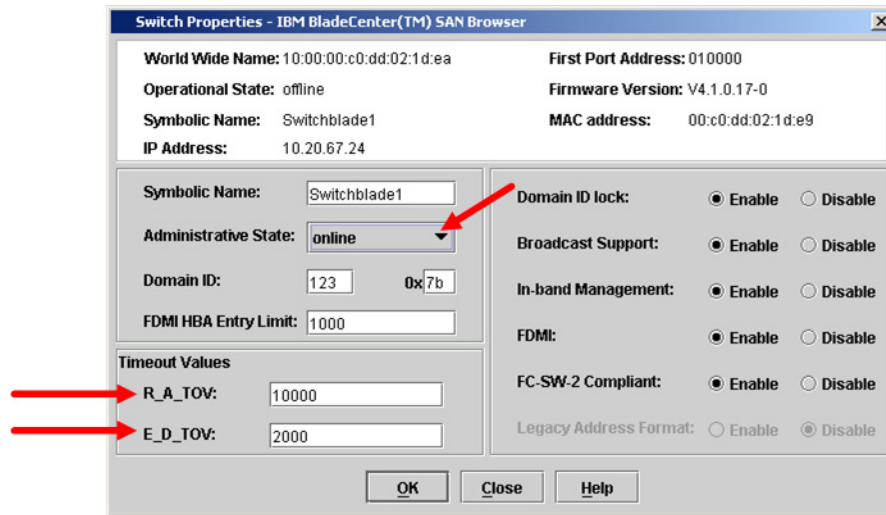 Switch Properties - IBM BladeCenter(TM) SAN Browser
World Wide Name: 10:00:00:c0:dd:02:1d:ea First Port Address: 010000
Operational State: offline Firmware Version: V4.1.0.17-0
Symbolic Name: Switchblade1 MAC address: 00:c0:dd:02:1d:e9
IP Address: 10.20.67.24
Symbolic Name: Switchblade1
Administrative State: online
Domain ID: 123 0x 7b
FDMI HBA Entry Limit: 1000
Timeout Values
R_A_TOV: 10000
E_D_TOV: 2000
Domain ID lock: Enable Disable
Broadcast Support: Enable Disable
In-band Management: Enable Disable
FDMI: Enable Disable
FC-SW-2 Compliant: Enable Disable
Legacy Address Format: Enable Disable
OK Close Help